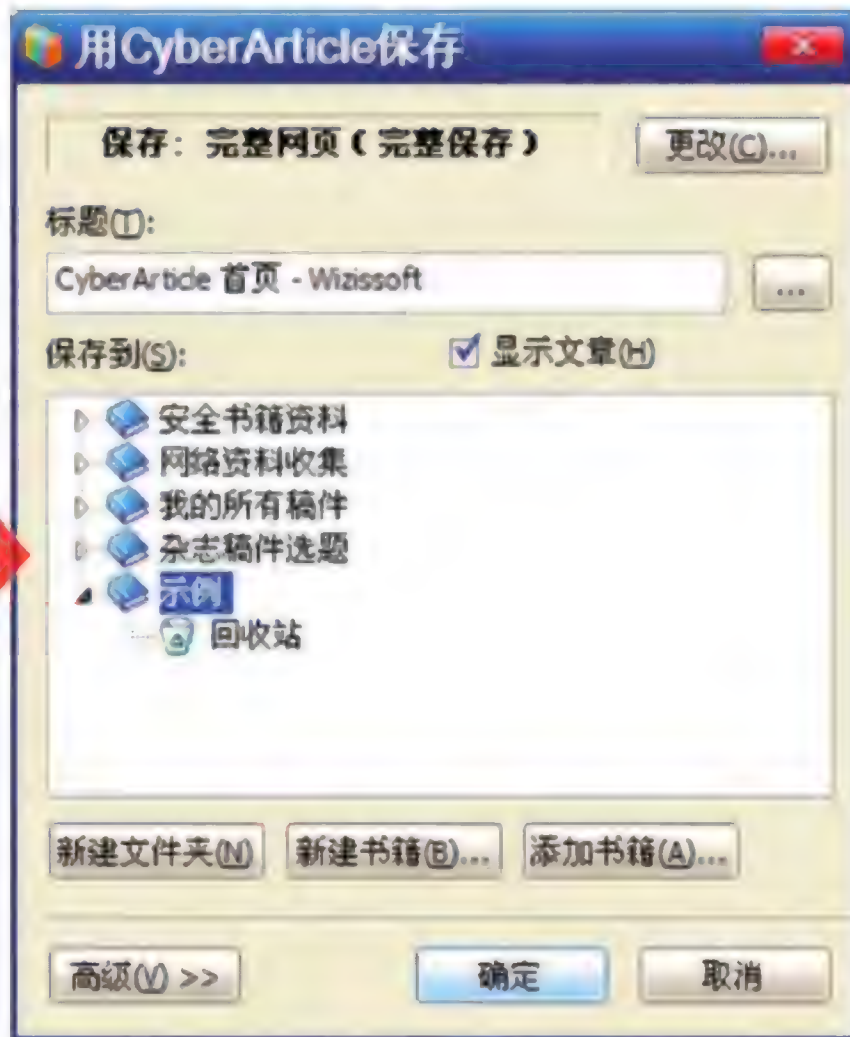 用CyberArticle保存
保存: 完整网页 ( 完整保存 ) 更改(C)...
标题(T):
CyberArticle 首页 - Wizissoft ...
保存到(S): 显示文章(H)
安全书籍资料
网络资料收集
我的所有稿件
杂志稿件选题
示例
回收站
新建文件夹(N) 新建书籍(B)... 添加书籍(A)...
高级(V) >> 确定 取消